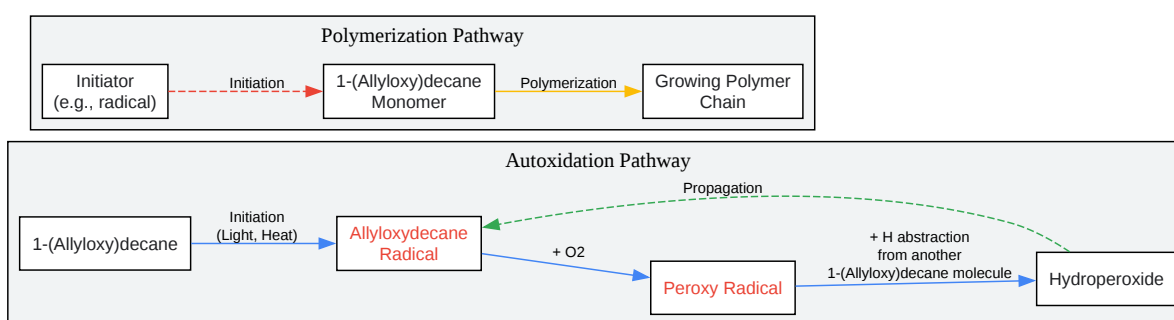 Polymerization Pathway
Initiator
(e.g., radical)
Initiation
1-(Allyloxy)decane
Monomer
Polymerization
Growing Polymer
Chain
Autoxidation Pathway
Propagation
1-(Allyloxy)decane
Initiation
(Light, Heat)
Allyloxydecane
Radical
+ O2
Peroxy Radical
+ H abstraction
from another
1-(Allyloxy)decane molecule
Hydroperoxide